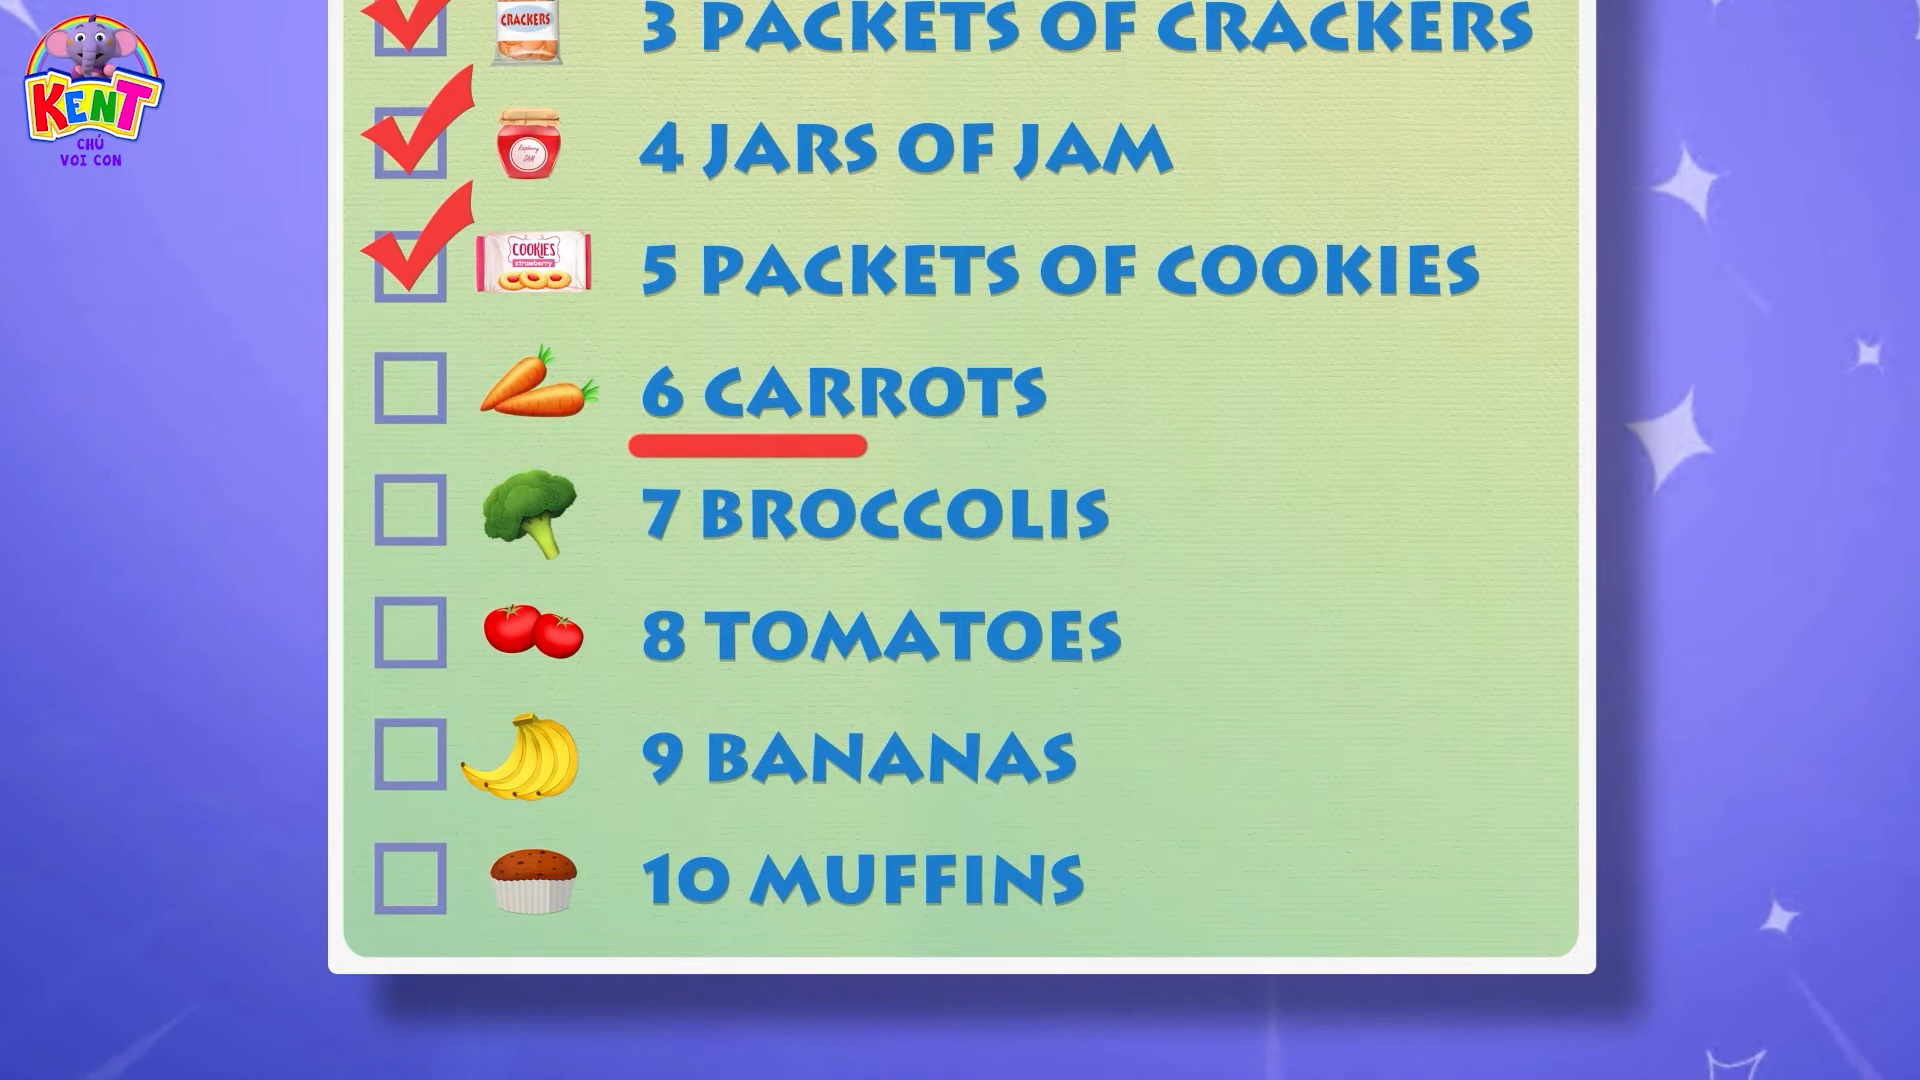 KENT
CHÚ
VOI CON
CRACKERS
3 PACKETS OF CRACKERS
Raspberry
JAM
4 JARS OF JAM
COOKIES
strawberry
5 PACKETS OF COOKIES
6 CARROTS
7 BROCCOLIS
8 TOMATOES
9 BANANAS
10 MUFFINS